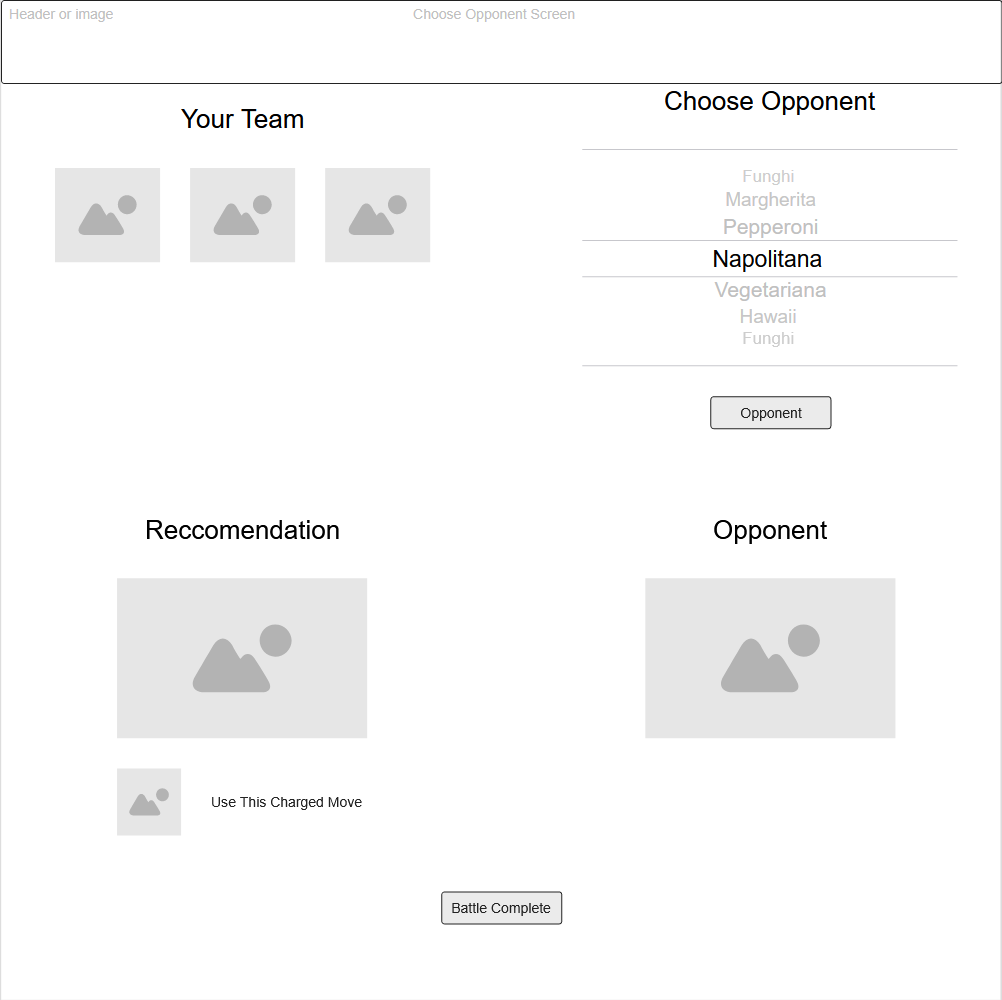 Header or image
Choose Opponent Screen
Your Team
Choose Opponent
Funghi
Margherita
Pepperoni
Napolitana
Vegetariana
Hawaii
Funghi
Opponent
Reccomendation
Opponent
Use This Charged Move
Battle Complete